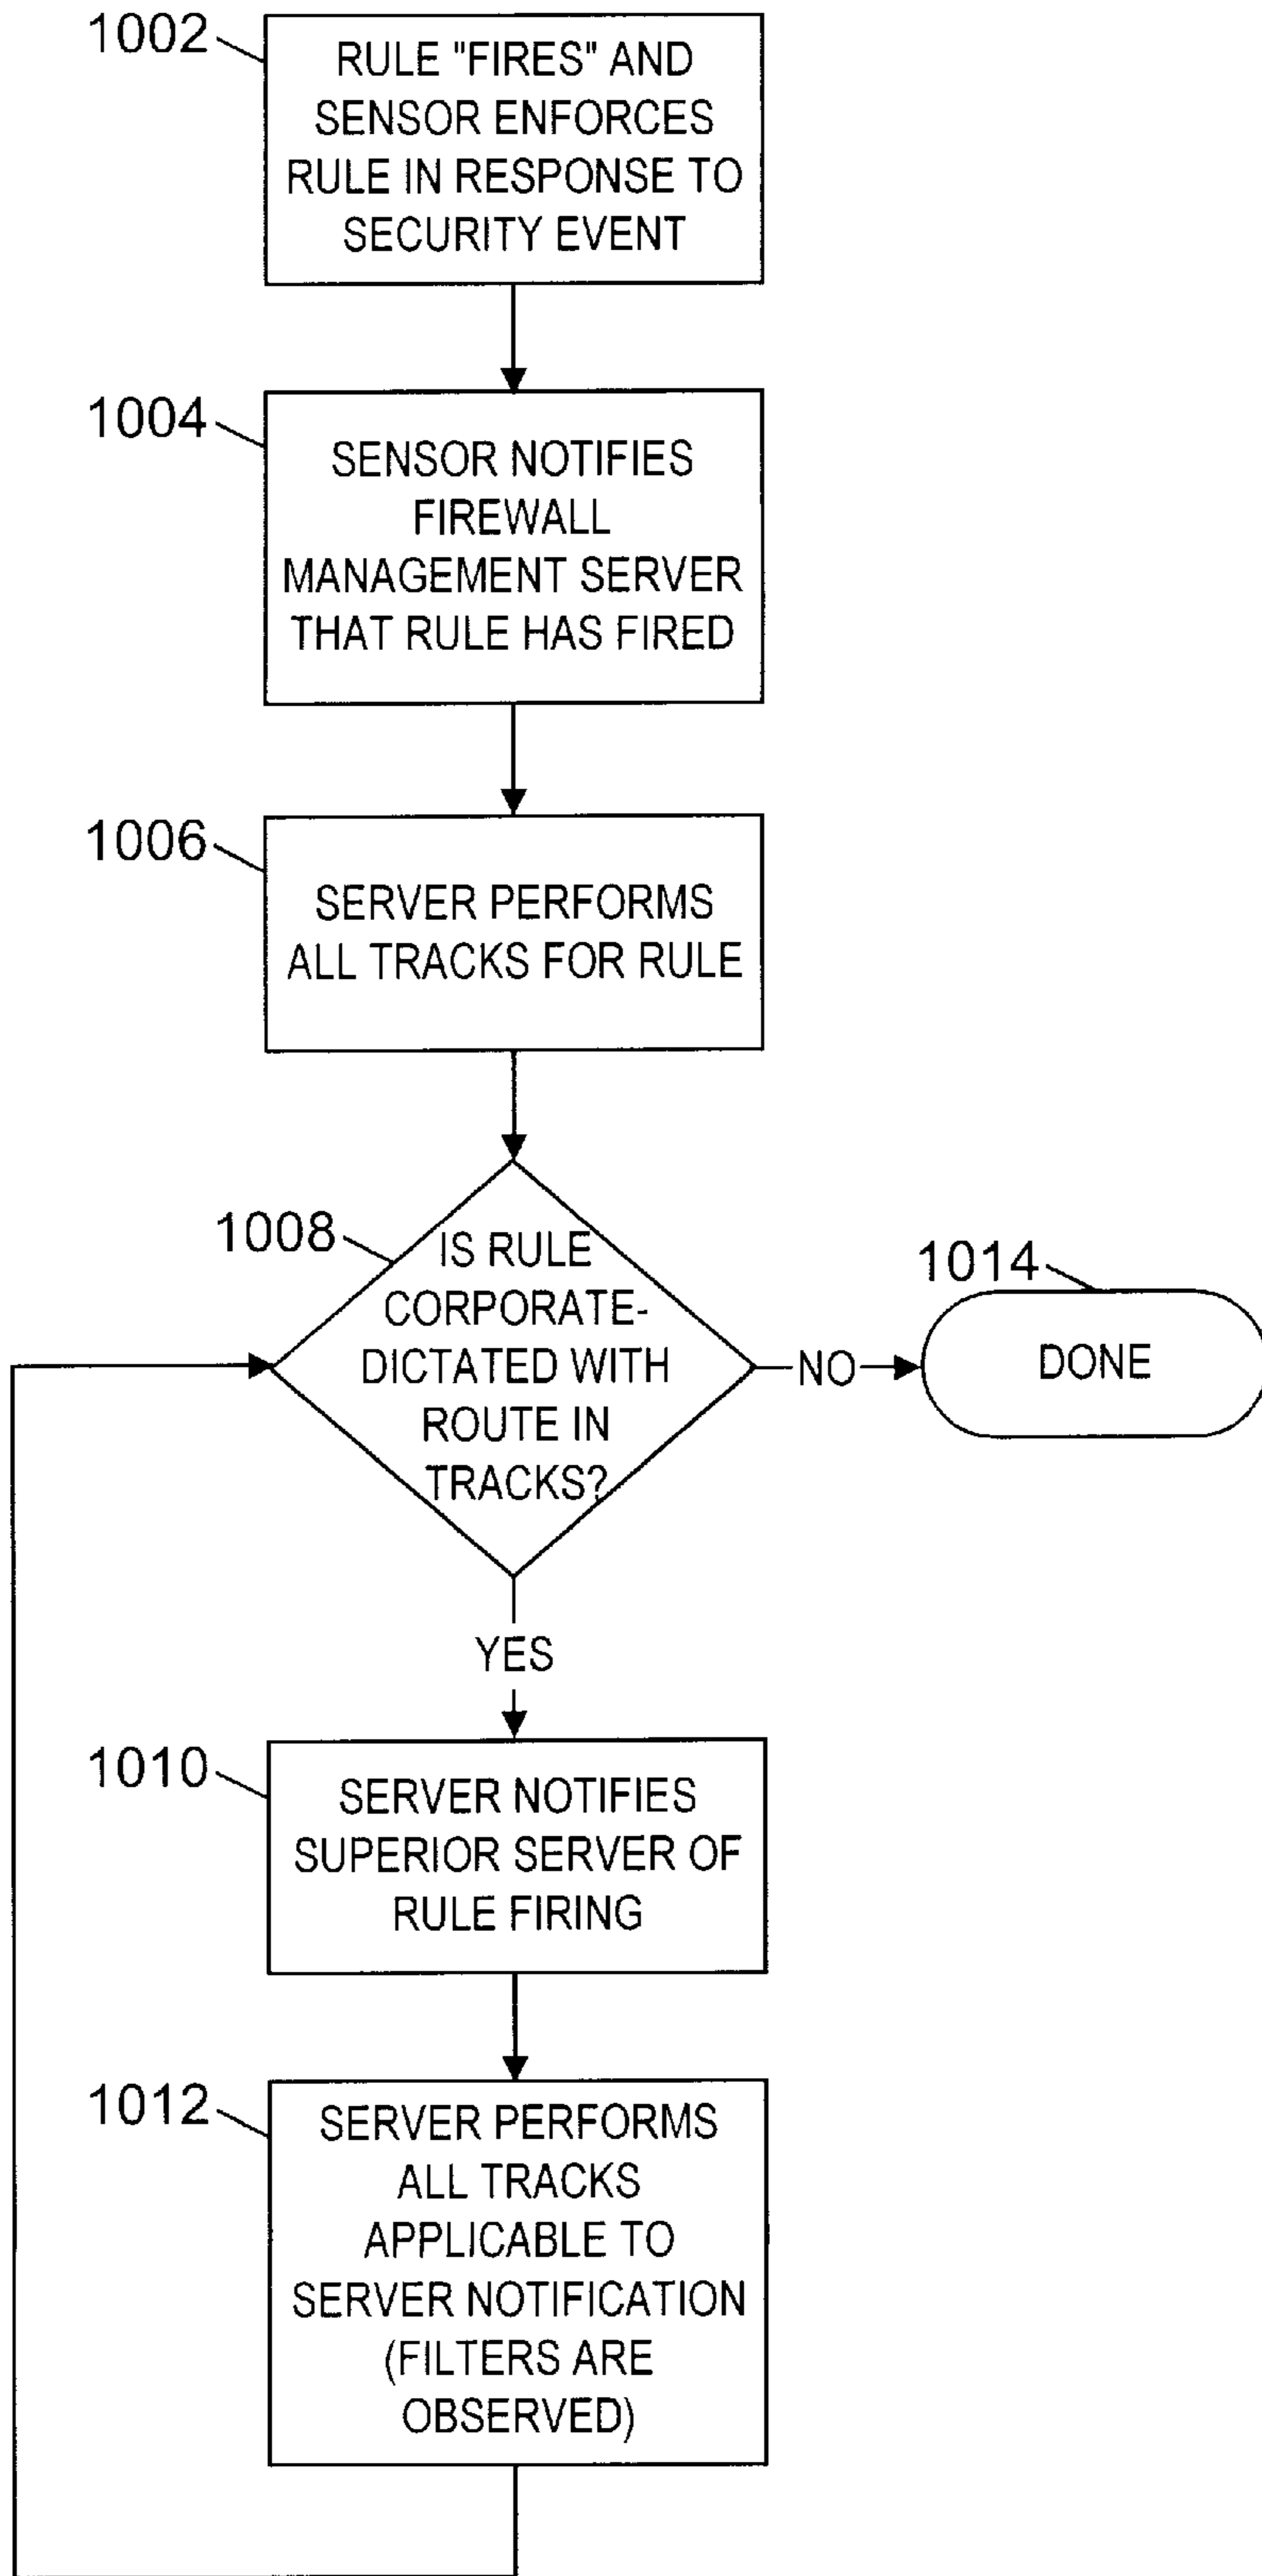 1002
RULE "FIRES" AND
SENSOR ENFORCES
RULE IN RESPONSE TO
SECURITY EVENT
1004
SENSOR NOTIFIES
FIREWALL
MANAGEMENT SERVER
THAT RULE HAS FIRED
1006
SERVER PERFORMS
ALL TRACKS FOR RULE
1008
IS RULE
CORPORATE-
DICTATED WITH
ROUTE IN
TRACKS?
NO
1014
DONE
YES
1010
SERVER NOTIFIES
SUPERIOR SERVER OF
RULE FIRING
1012
SERVER PERFORMS
ALL TRACKS
APPLICABLE TO
SERVER NOTIFICATION
(FILTERS ARE
OBSERVED)